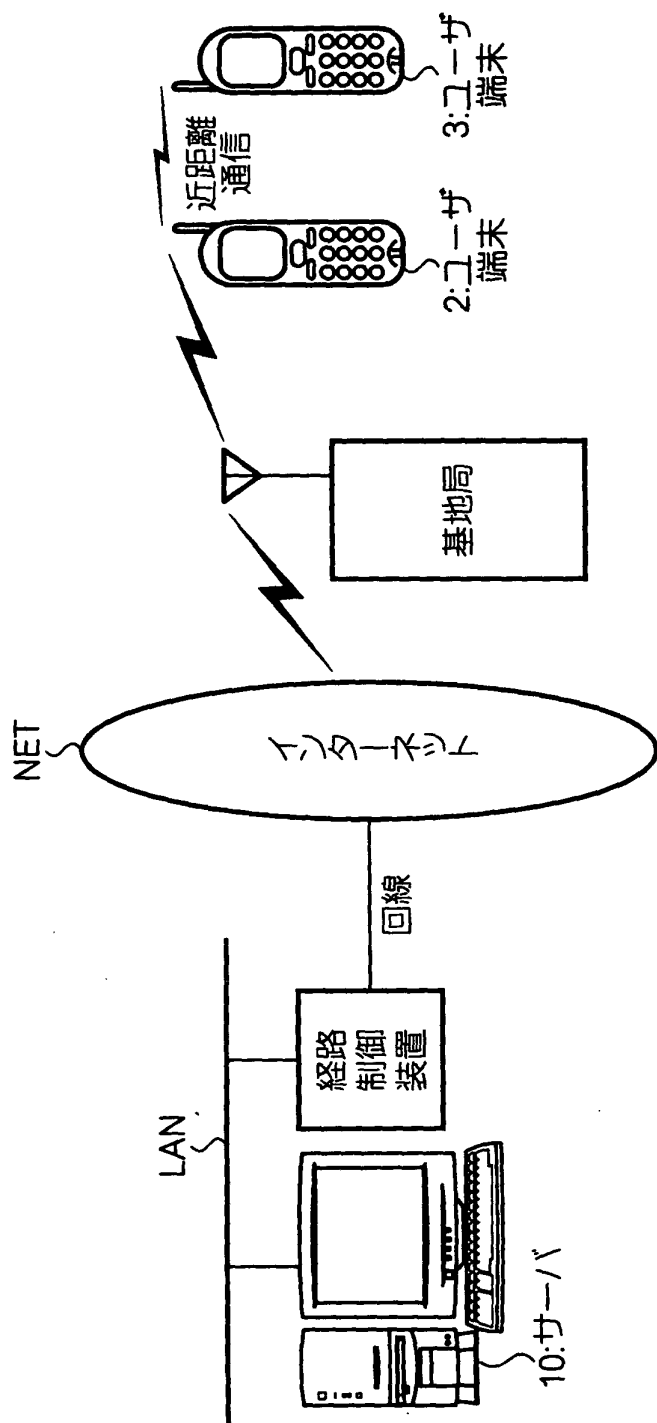 LAN
NET
経路
制御
装置
回線
インターネット
基地局
近距離
通信
10:サーバ
2:ユーザ
端末
3:ユーザ
端末